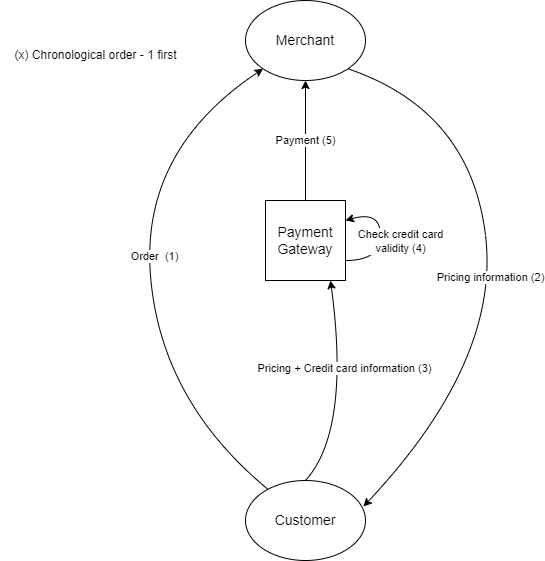 Merchant
(x) Chronological order - 1 first
Payment (5)
Payment
Gateway
Check credit card
validity (4)
Order  (1)
Pricing information (2)
Pricing + Credit card information (3)
Customer